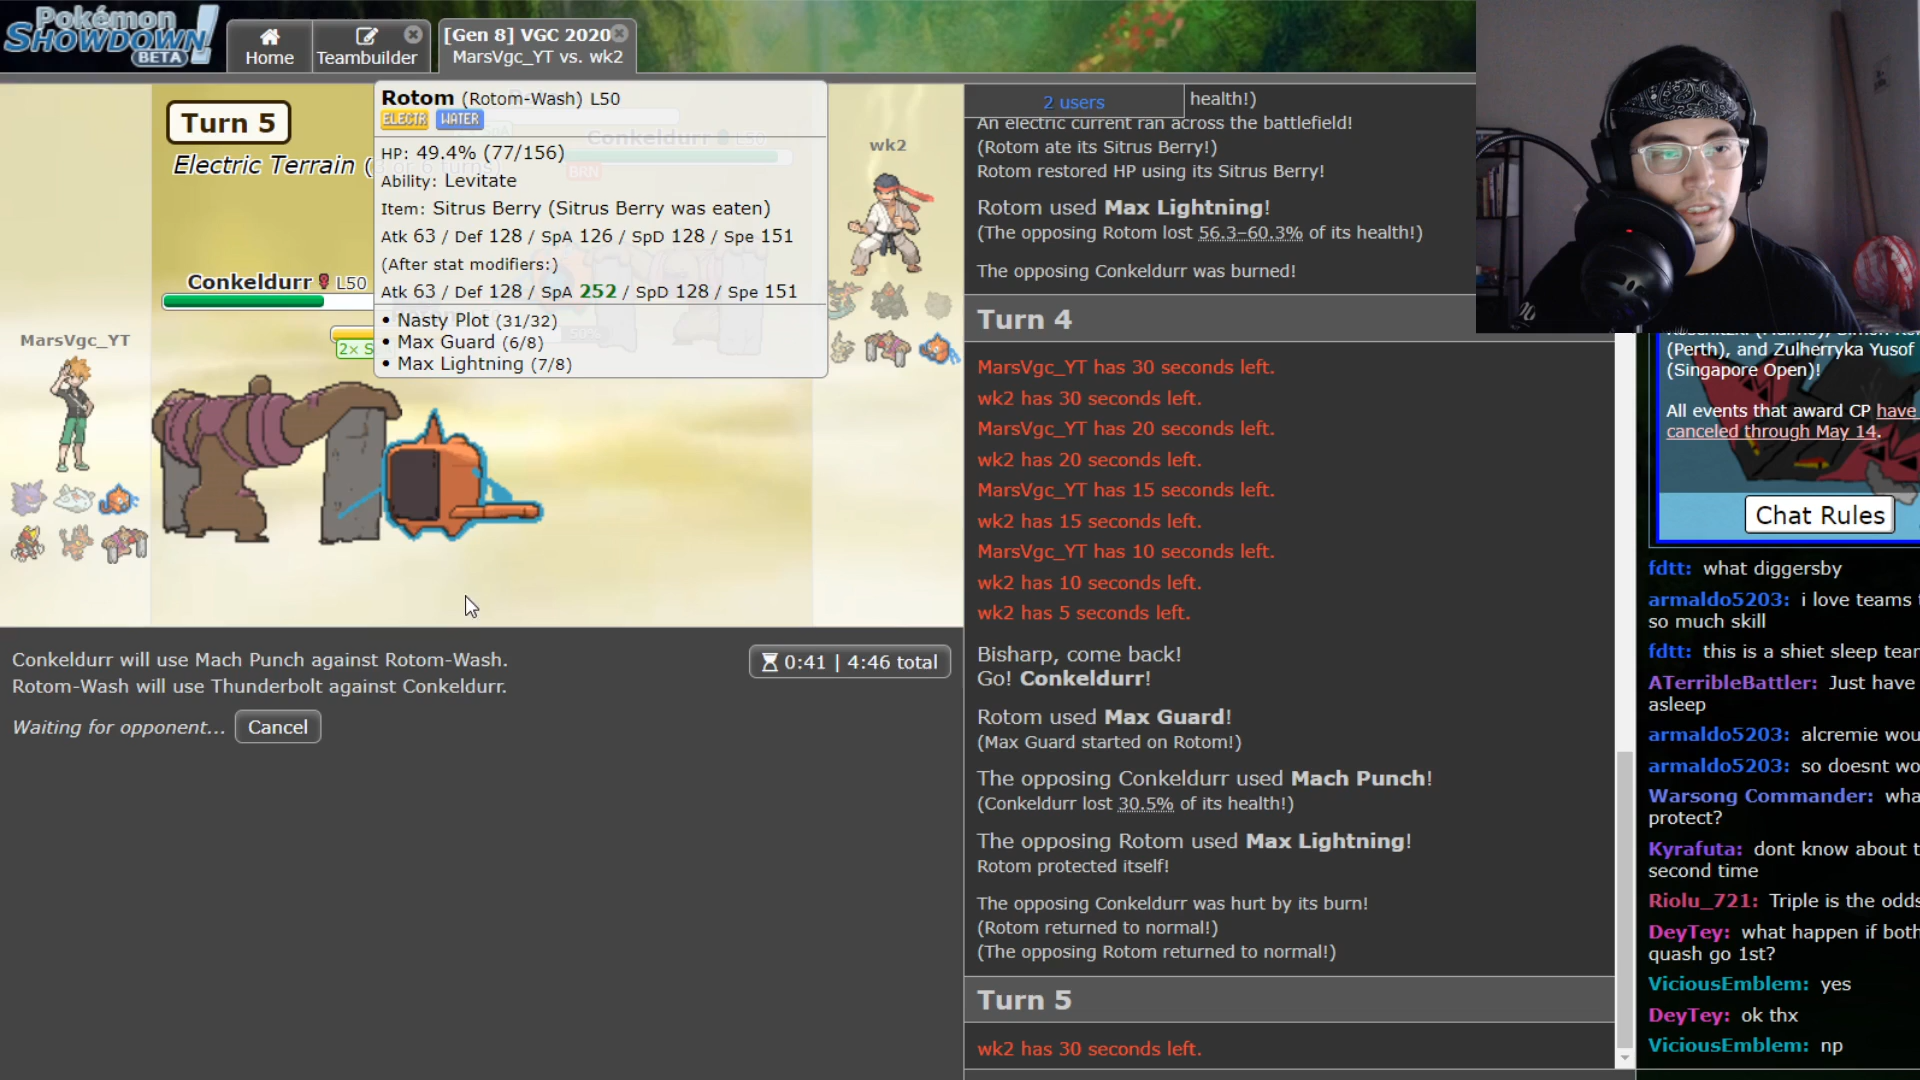 Pokémon
SHOWDOWN!
BETA
Home
Teambuilder
[Gen 8] VGC 2020
MarsVgc_YT vs. wk2
Turn 5
Electric Terrain
Rotom (Rotom-Wash) L50
ELECTR WATER
HP: 49.4% (77/156)
Ability: Levitate
Item: Sitrus Berry (Sitrus Berry was eaten)
Atk 63 / Def 128 / SpA 126 / SpD 128 / Spe 151
(After stat modifiers:)
Atk 63 / Def 128 / SpA 252 / SpD 128 / Spe 151
• Nasty Plot (31/32)
• Max Guard (6/8)
• Max Lightning (7/8)
Conkeldurr L50
2x S
Conkeldurr L50
BRN
MarsVgc_YT
wk2
Conkeldurr will use Mach Punch against Rotom-Wash.
Rotom-Wash will use Thunderbolt against Conkeldurr.
Waiting for opponent... Cancel
0:41 | 4:46 total
2 users
health!)
An electric current ran across the battlefield!
(Rotom ate its Sitrus Berry!)
Rotom restored HP using its Sitrus Berry!
Rotom used Max Lightning!
(The opposing Rotom lost 56.3–60.3% of its health!)
The opposing Conkeldurr was burned!
Turn 4
MarsVgc_YT has 30 seconds left.
wk2 has 30 seconds left.
MarsVgc_YT has 20 seconds left.
wk2 has 20 seconds left.
MarsVgc_YT has 15 seconds left.
wk2 has 15 seconds left.
MarsVgc_YT has 10 seconds left.
wk2 has 10 seconds left.
wk2 has 5 seconds left.
Bisharp, come back!
Go! Conkeldurr!
Rotom used Max Guard!
(Max Guard started on Rotom!)
The opposing Conkeldurr used Mach Punch!
(Conkeldurr lost 30.5% of its health!)
The opposing Rotom used Max Lightning!
Rotom protected itself!
The opposing Conkeldurr was hurt by its burn!
(Rotom returned to normal!)
(The opposing Rotom returned to normal!)
Turn 5
wk2 has 30 seconds left.
(Perth), and Zulherryka Yusof
(Singapore Open)!
All events that award CP have
canceled through May 14.
Chat Rules
fdtt: what diggersby
armaldo5203: i love teams
so much skill
fdtt: this is a shiet sleep tear
ATerribleBattler: Just have
asleep
armaldo5203: alcremie wou
armaldo5203: so doesnt wo
Warsong Commander: wha
protect?
Kyrafuta: dont know about t
second time
Riolu_721: Triple is the odds
DeyTey: what happen if both
quash go 1st?
ViciousEmblem: yes
DeyTey: ok thx
ViciousEmblem: np